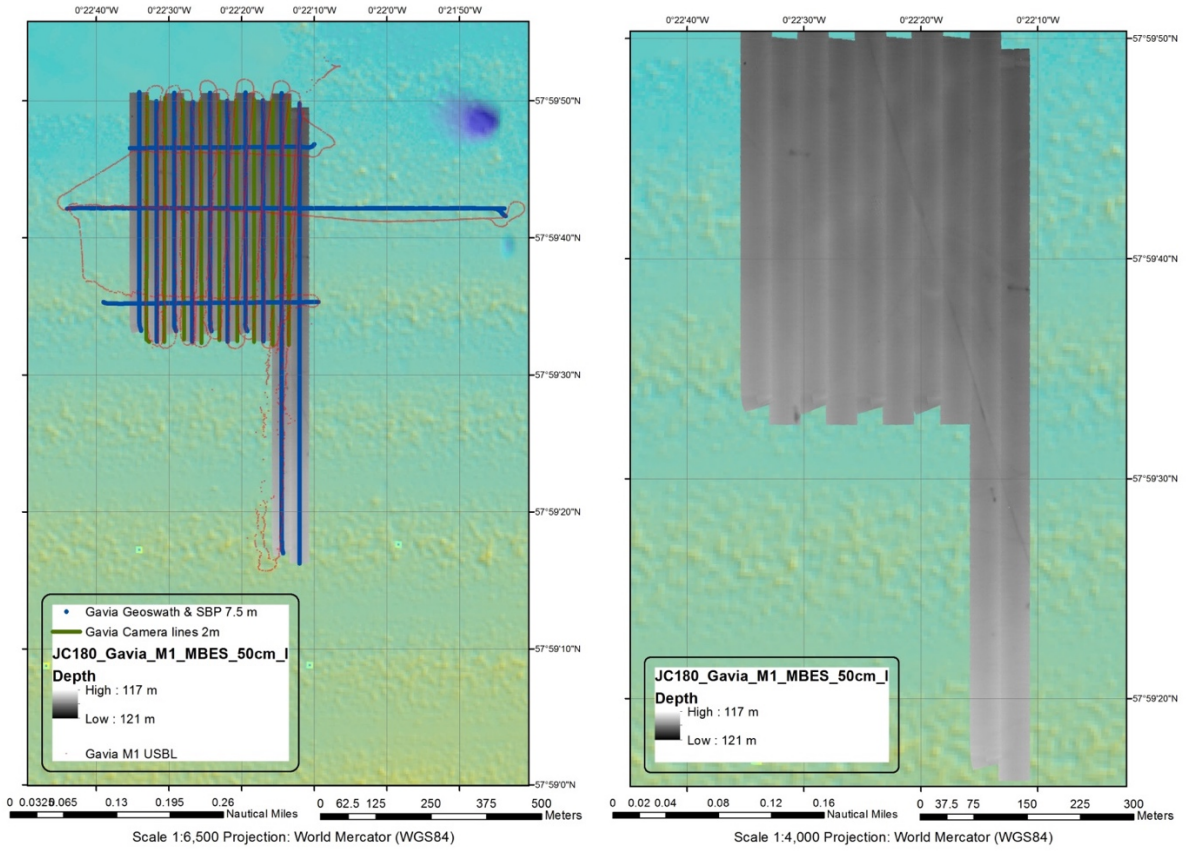 0°22'40"W 0°22'30"W 0°22'20"W 0°22'10"W 0°21'50"W
57°59'50"N
57°59'40"N
57°59'30"N
57°59'20"N
57°59'10"N
57°59'0"N
Gavia Geoswath & SBP 7.5 m
Gavia Camera lines 2m
JC180_Gavia_M1_MBES_50cm_I
Depth
High : 117 m
Low : 121 m
Gavia M1 USBL
0 0.0325 0.065 0.13 0.195 0.26
Nautical Miles
0 62.5 125 250 375 500
Meters
Scale 1:6,500 Projection: World Mercator (WGS84)
0°22'40"W 0°22'30"W 0°22'20"W 0°22'10"W
57°59'50"N
57°59'40"N
57°59'30"N
57°59'20"N
JC180_Gavia_M1_MBES_50cm_I
Depth
High : 117 m
Low : 121 m
0 0.02 0.04 0.08 0.12 0.16
Nautical Miles
0 37.5 75 150 225 300
Meters
Scale 1:4,000 Projection: World Mercator (WGS84)